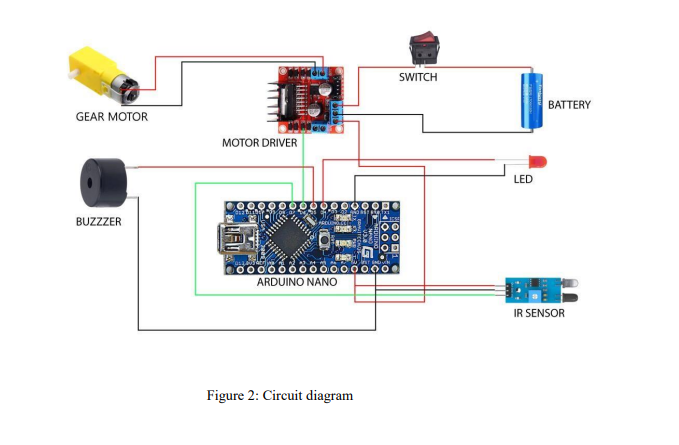 SWITCH
BATTERY
GEAR MOTOR
MOTOR DRIVER
LED
BUZZZER
ARDUINO NANO
IR SENSOR
Figure 2: Circuit diagram